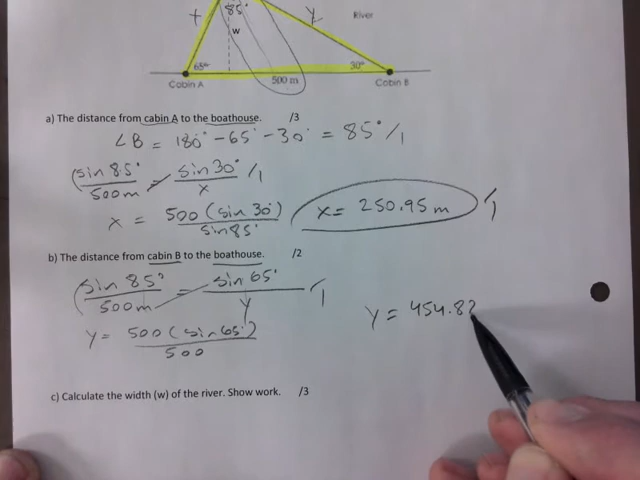 85°
x
y
River
w
65°
30°
500 m
Cabin A
Cabin B
a) The distance from cabin A to the boathouse. /3
∠B = 180° - 65° - 30° = 85° /1
sin 85° / 500m = sin 30° / x /1
x = 500 (sin 30°) / sin 85°
x = 250.95 m /1
b) The distance from cabin B to the boathouse. /2
sin 85° / 500m = sin 65° / y /1
y = 500 (sin 65°) / 500
y = 454.82
c) Calculate the width (w) of the river. Show work. /3